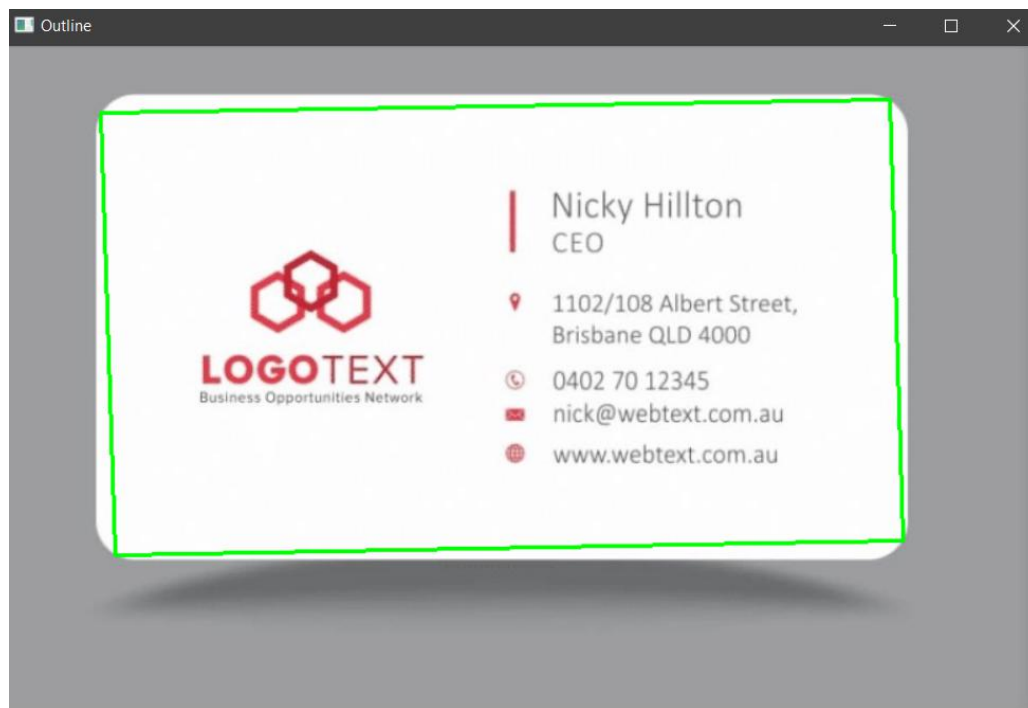 Outline
LOGOTEXT
Business Opportunities Network
Nicky Hillton
CEO
1102/108 Albert Street,
Brisbane QLD 4000
0402 70 12345
nick@webtext.com.au
www.webtext.com.au